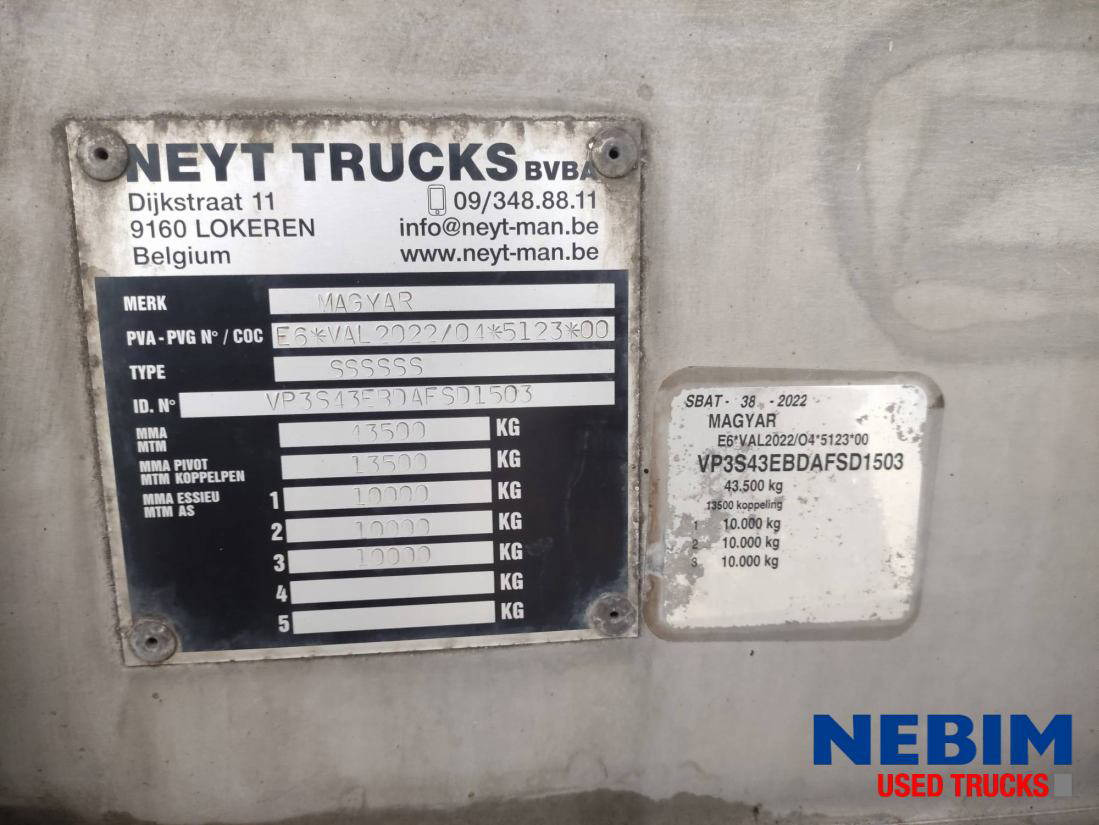 NEYT TRUCKS BVBA
Dijkstraat 11
09/348.88.11
9160 LOKEREN
info@neyt-man.be
Belgium
www.neyt-man.be
MERK MAGYAR
PVA - PVG N° / COC E6*VAL2022/04*5123*00
TYPE SSSSSS
ID. N° VP3S43EBDAFSD1503
MMA 43500 KG
MTM
MMA PIVOT 13500 KG
MTM KOPPELPEN
MMA ESSIEU 1 10000 KG
MTM AS
2 10000 KG
3 10000 KG
4 KG
5 KG
SBAT - 38 - 2022
MAGYAR
E6*VAL2022/O4*5123*00
VP3S43EBDAFSD1503
43.500 kg
13500 koppeling
1 10.000 kg
2 10.000 kg
3 10.000 kg
NEBIM
USED TRUCKS